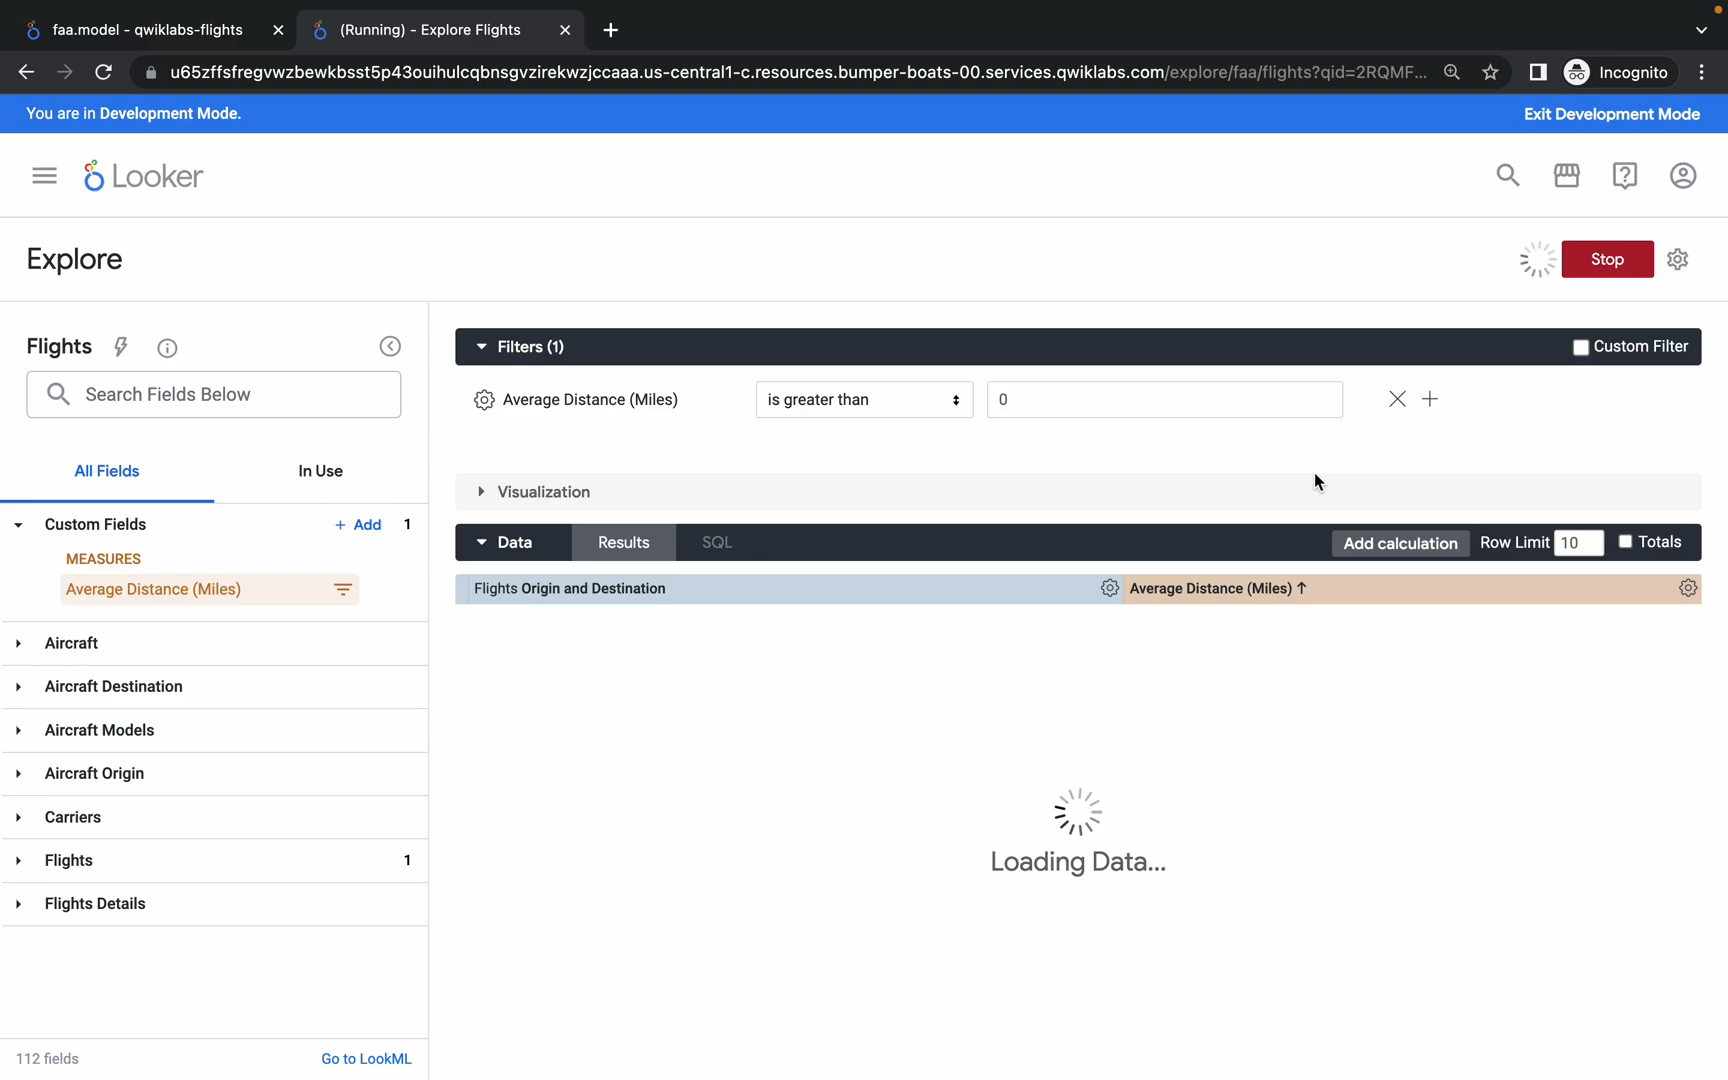 faa.model - qwiklabs-flights
(Running) - Explore Flights
u65zffsfregvwzbewkbsst5p43ouihulcqbnsgvzirekwzjccaaa.us-central1-c.resources.bumper-boats-00.services.qwiklabs.com/explore/faa/flights?qid=2RQMF...
Incognito
You are in Development Mode.
Exit Development Mode
Looker
Explore
Stop
Flights
Search Fields Below
All Fields
In Use
Custom Fields
+ Add 1
MEASURES
Average Distance (Miles)
Aircraft
Aircraft Destination
Aircraft Models
Aircraft Origin
Carriers
Flights 1
Flights Details
112 fields
Go to LookML
Filters (1)
Custom Filter
Average Distance (Miles)
is greater than
0
Visualization
Data
Results
SQL
Add calculation
Row Limit 10
Totals
Flights Origin and Destination
Average Distance (Miles) ↑
Loading Data...